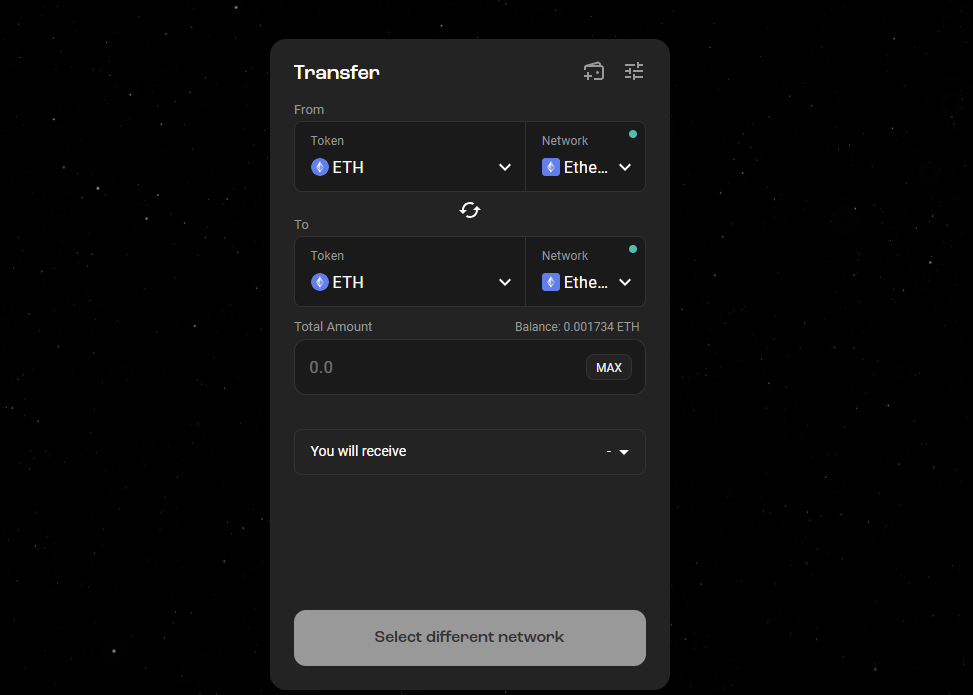 Transfer
From
Token
Network
ETH
Ethe...
To
Token
Network
ETH
Ethe...
Total Amount
Balance: 0.001734 ETH
0.0
MAX
You will receive
-
Select different network